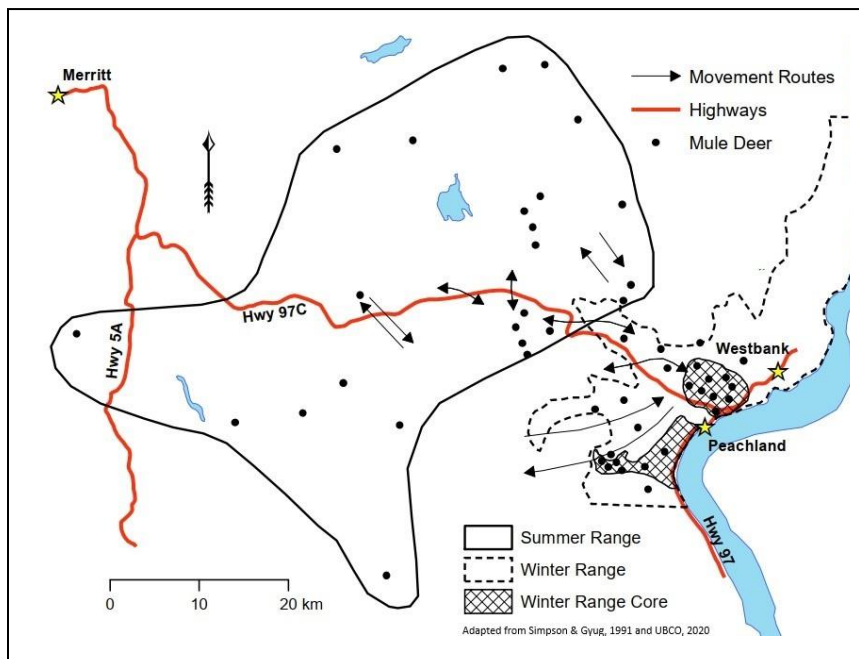 Merritt
Movement Routes
Highways
Mule Deer
Hwy 97C
Hwy 5A
Westbank
Peachland
Hwy 97
Summer Range
Winter Range
Winter Range Core
0 10 20 km
Adapted from Simpson & Gyug, 1991 and UBCO, 2020